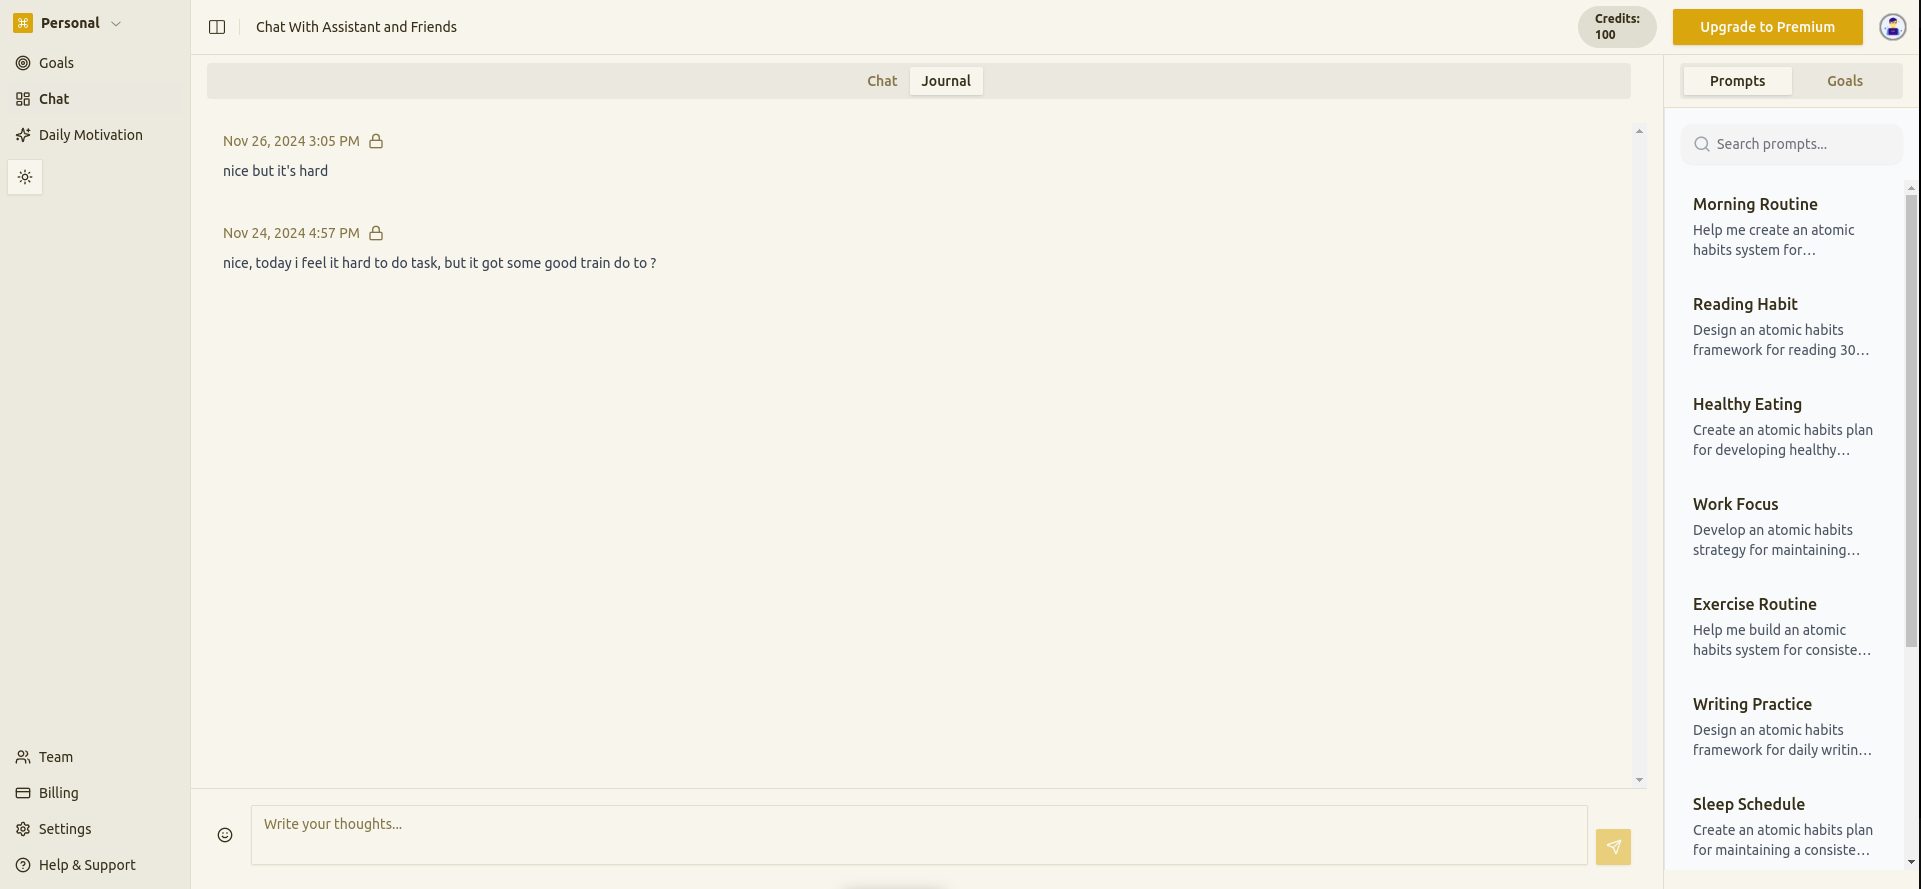 Personal
Goals
Chat
Daily Motivation
Team
Billing
Settings
Help & Support
Chat With Assistant and Friends
Credits:
100
Upgrade to Premium
Chat
Journal
Nov 26, 2024 3:05 PM
nice but it's hard
Nov 24, 2024 4:57 PM
nice, today i feel it hard to do task, but it got some good train do to ?
Write your thoughts...
Prompts
Goals
Search prompts...
Morning Routine
Help me create an atomic
habits system for…
Reading Habit
Design an atomic habits
framework for reading 30…
Healthy Eating
Create an atomic habits plan
for developing healthy…
Work Focus
Develop an atomic habits
strategy for maintaining…
Exercise Routine
Help me build an atomic
habits system for consiste…
Writing Practice
Design an atomic habits
framework for daily writin…
Sleep Schedule
Create an atomic habits plan
for maintaining a consiste…